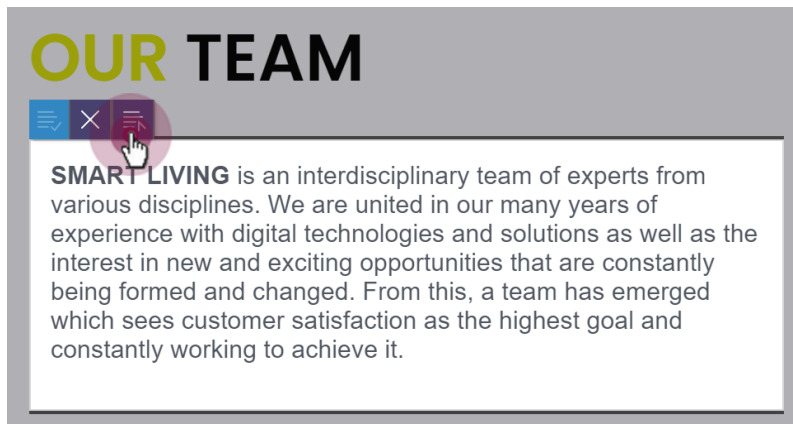 OUR TEAM
SMART LIVING is an interdisciplinary team of experts from
various disciplines. We are united in our many years of
experience with digital technologies and solutions as well as the
interest in new and exciting opportunities that are constantly
being formed and changed. From this, a team has emerged
which sees customer satisfaction as the highest goal and
constantly working to achieve it.